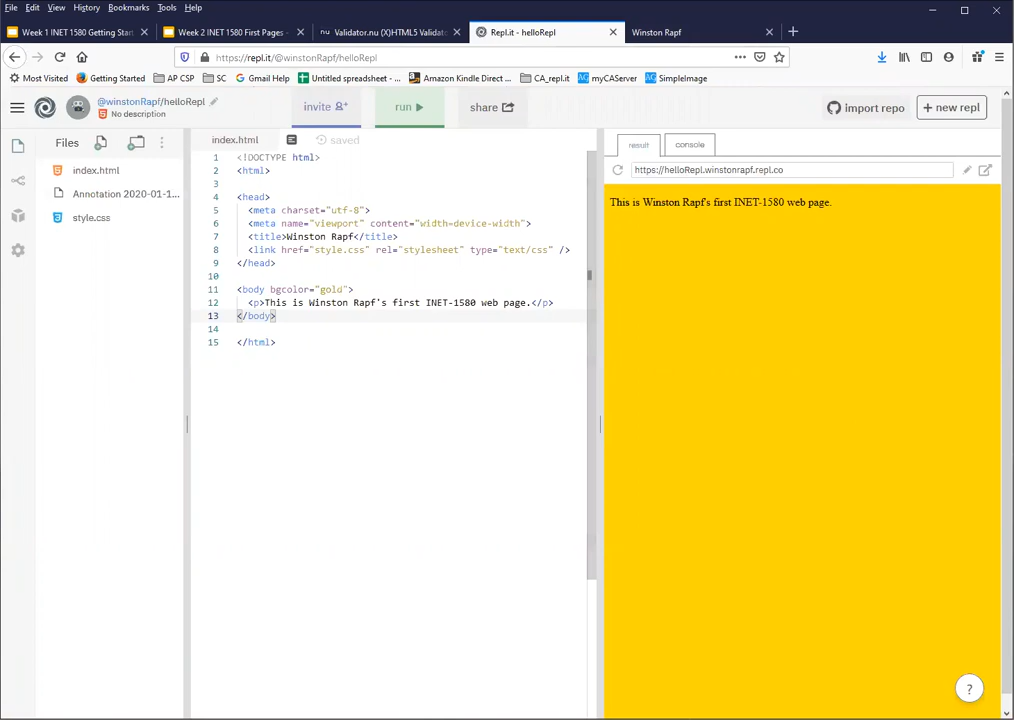 File Edit View History Bookmarks Tools Help
Week 1 INET 1580 Getting Star Week 2 INET 1580 First Pages - Validator.nu (X)HTML5 Validato Repl.it - helloRepl Winston Rapf
https://repl.it/@winstonRapf/helloRepl
Most Visited Getting Started AP CSP SC Gmail Help Untitled spreadsheet - ... Amazon Kindle Direct ... CA_repl.it myCAServer SimpleImage
@winstonRapf/helloRepl
No description
invite run share import repo + new repl
Files
index.html
Annotation 2020-01-1...
style.css
index.html saved
1 <!DOCTYPE html>
2 <html>
3
4 <head>
5 <meta charset="utf-8">
6 <meta name="viewport" content="width=device-width">
7 <title>Winston Rapf</title>
8 <link href="style.css" rel="stylesheet" type="text/css" />
9 </head>
10
11 <body bgcolor="gold">
12 <p>This is Winston Rapf's first INET-1580 web page.</p>
13 </body>
14
15 </html>
result console
https://helloRepl.winstonrapf.repl.co
This is Winston Rapf's first INET-1580 web page.
?